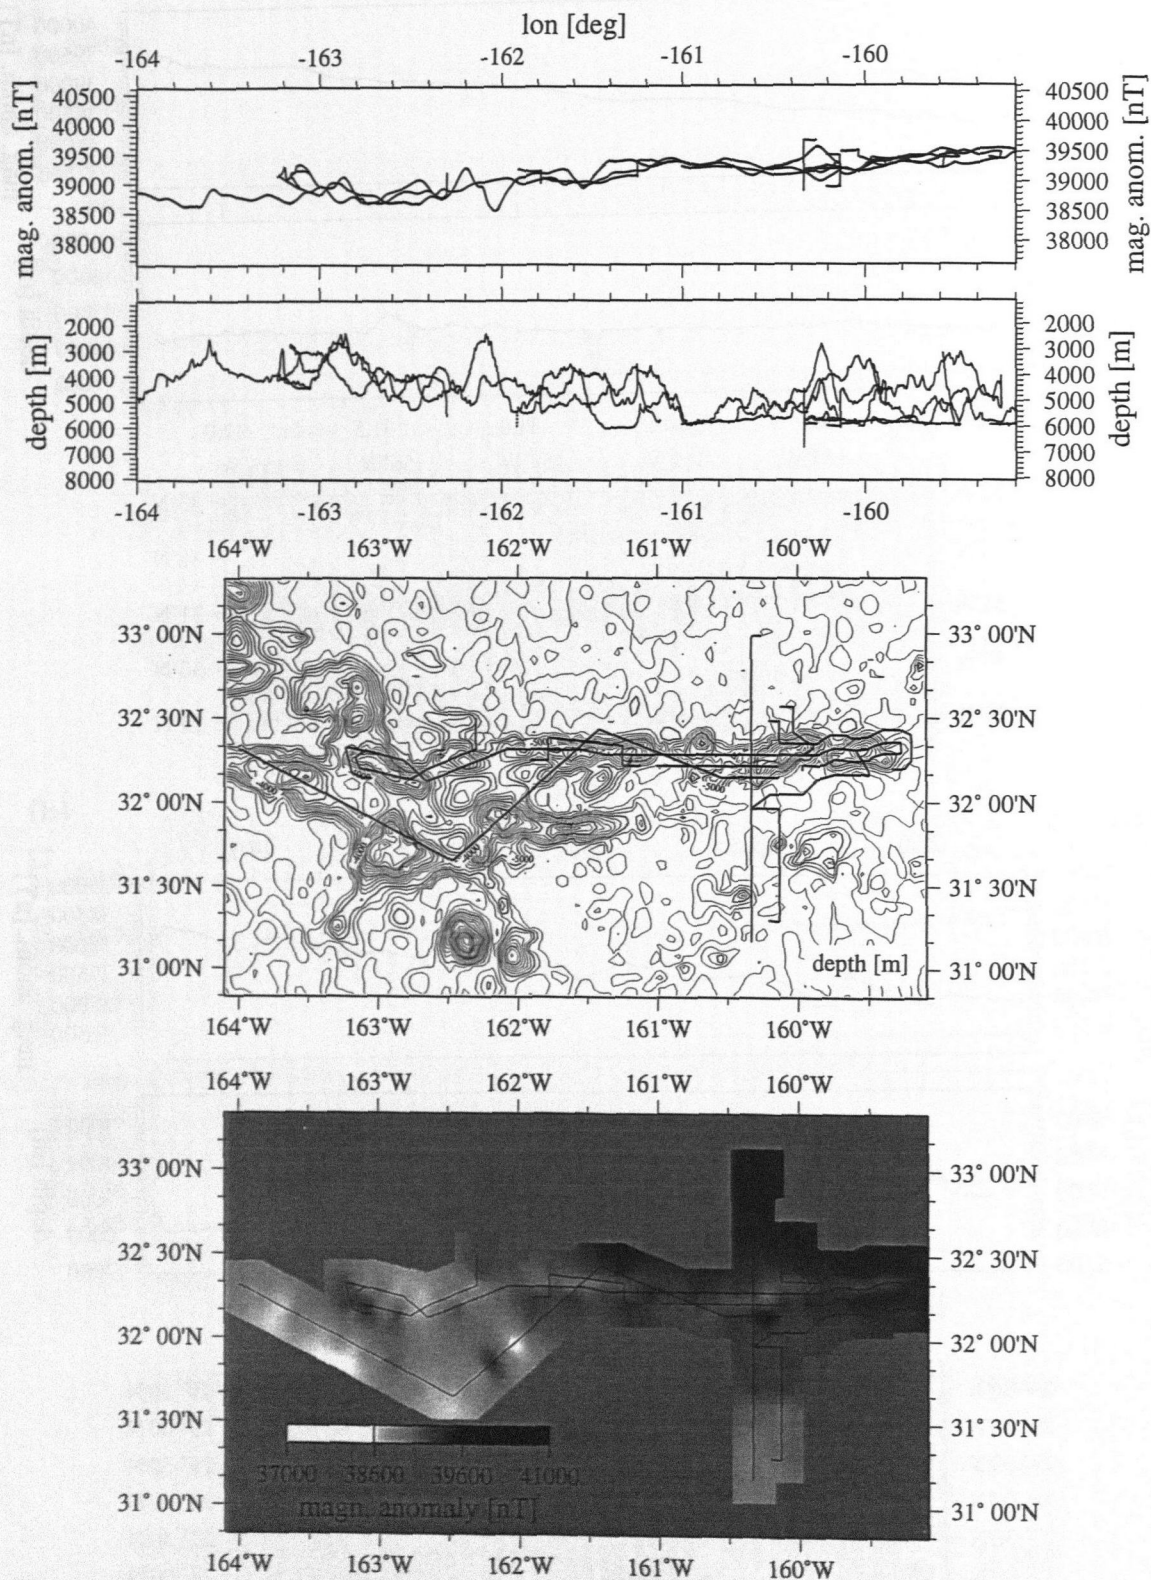 lon [deg]
-164 -163 -162 -161 -160
mag. anom. [nT]
40500 40500
40000 40000
39500 39500
39000 39000
38500 38500
38000 38000
mag. anom. [nT]
depth [m]
2000 2000
3000 3000
4000 4000
5000 5000
6000 6000
7000 7000
8000 8000
depth [m]
-164 -163 -162 -161 -160
164°W 163°W 162°W 161°W 160°W
33° 00'N 33° 00'N
32° 30'N 32° 30'N
32° 00'N 32° 00'N
31° 30'N 31° 30'N
31° 00'N 31° 00'N
depth [m]
164°W 163°W 162°W 161°W 160°W
164°W 163°W 162°W 161°W 160°W
33° 00'N 33° 00'N
32° 30'N 32° 30'N
32° 00'N 32° 00'N
31° 30'N 31° 30'N
31° 00'N 31° 00'N
37000 38600 39600 41000
magn. anomaly [nT]
164°W 163°W 162°W 161°W 160°W